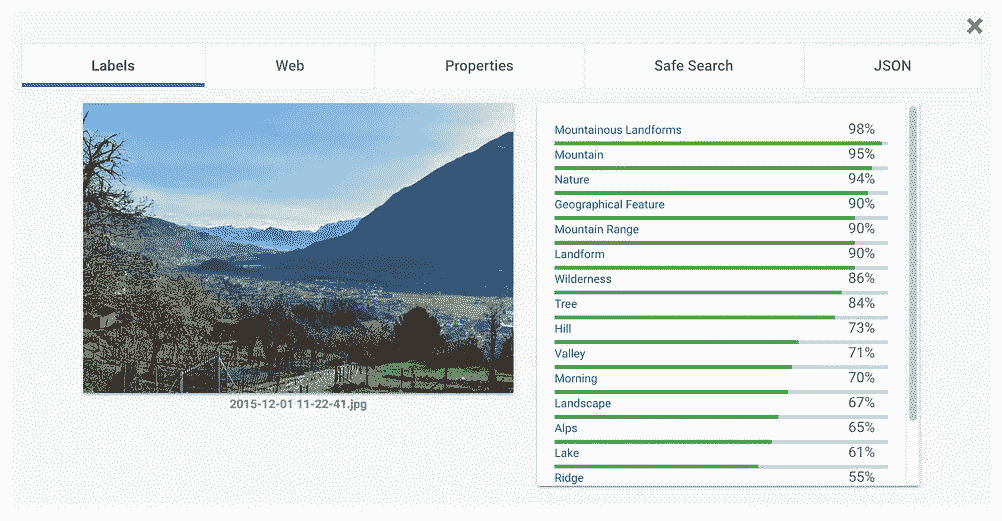 Labels Web Properties Safe Search JSON
Mountainous Landforms 98%
Mountain 95%
Nature 94%
Geographical Feature 90%
Mountain Range 90%
Landform 90%
Wilderness 86%
Tree 84%
Hill 73%
Valley 71%
Morning 70%
Landscape 67%
Alps 65%
Lake 61%
Ridge 55%
2015-12-01 11-22-41.jpg